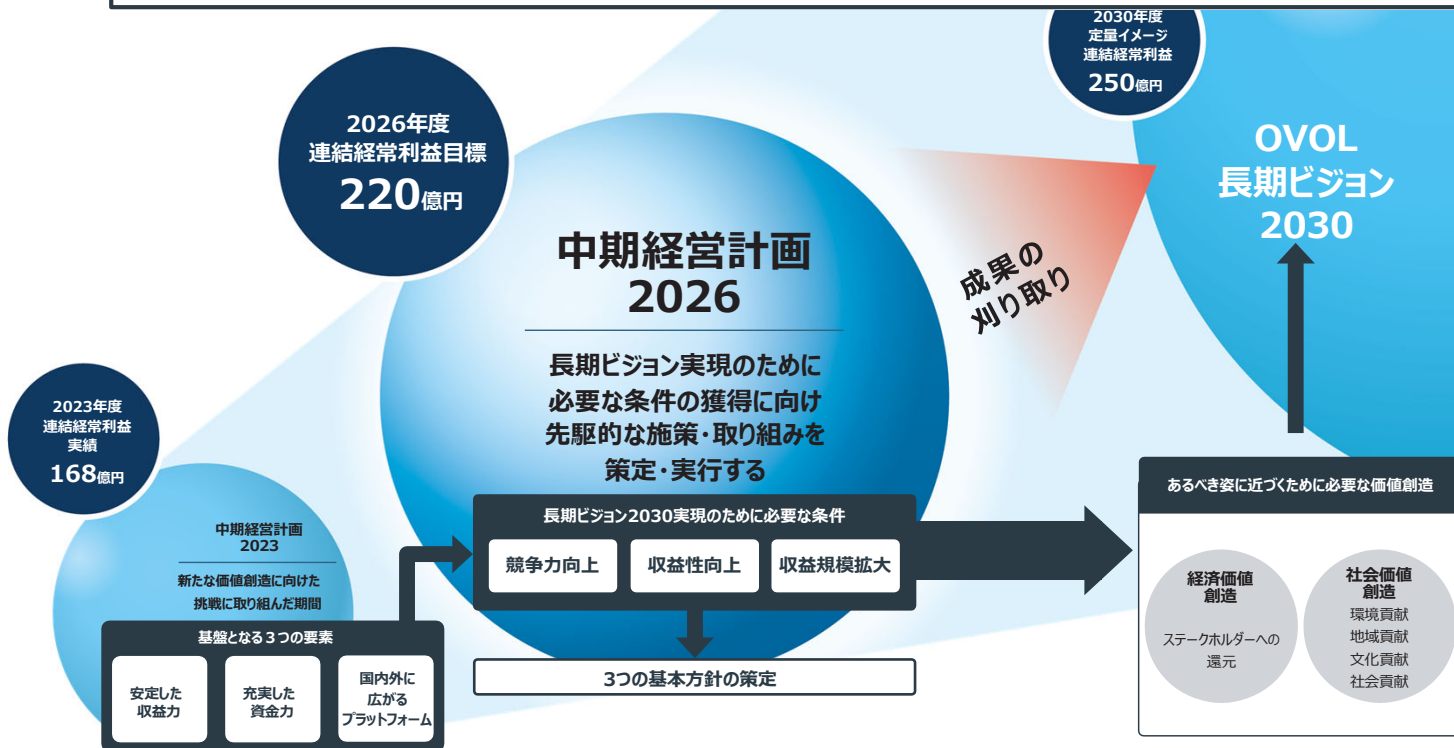 2030年度
定量イメージ
連結経常利益
250億円
OVOL
長期ビジョン
2030
2026年度
連結経常利益目標
220億円
中期経営計画
2026
長期ビジョン実現のために
必要な条件の獲得に向け
先駆的な施策・取り組みを
策定・実行する
成果の
刈り取り
2023年度
連結経常利益
実績
168億円
中期経営計画
2023
新たな価値創造に向けた
挑戦に取り組んだ期間
基盤となる３つの要素
安定した
収益力
充実した
資金力
国内外に
広がる
プラットフォーム
長期ビジョン2030実現のために必要な条件
競争力向上
収益性向上
収益規模拡大
3つの基本方針の策定
あるべき姿に近づくために必要な価値創造
経済価値
創造
ステークホルダーへの
還元
社会価値
創造
環境貢献
地域貢献
文化貢献
社会貢献